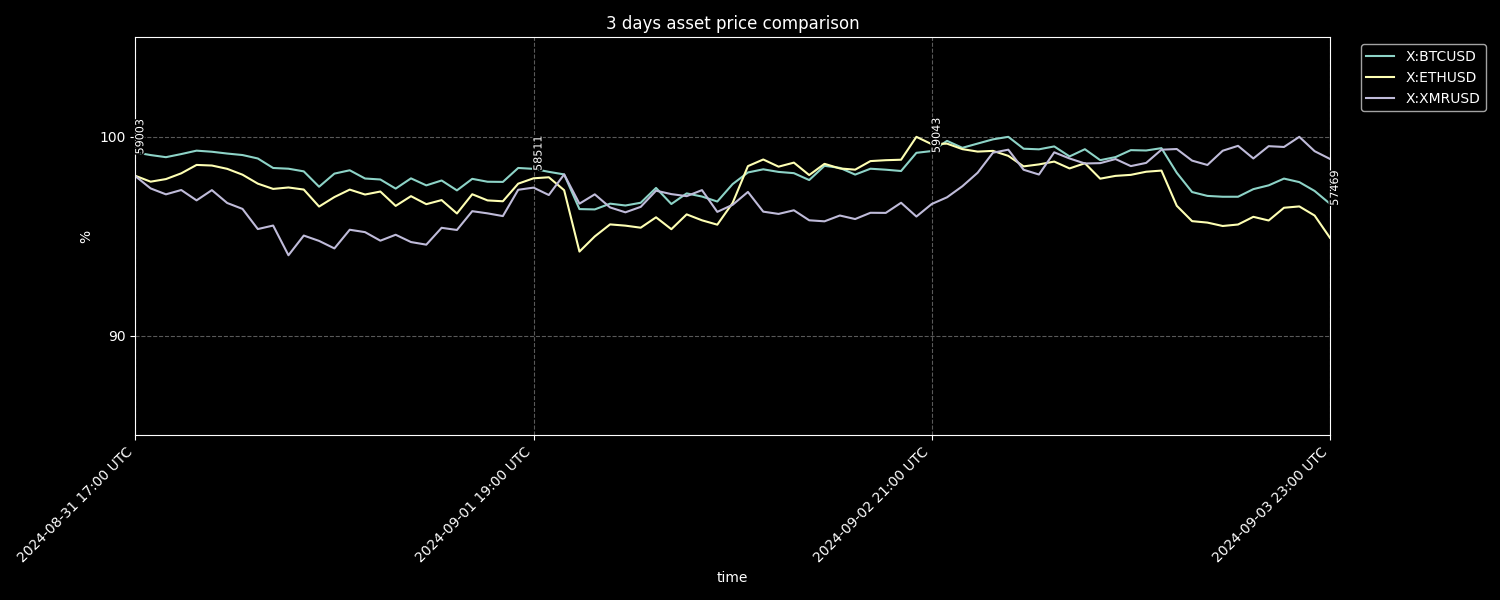 3 days asset price comparison
X:BTCUSD
X:ETHUSD
X:XMRUSD
100
90
%
59003
58511
59043
57469
2024-08-31 17:00 UTC
2024-09-01 19:00 UTC
2024-09-02 21:00 UTC
2024-09-03 23:00 UTC
time